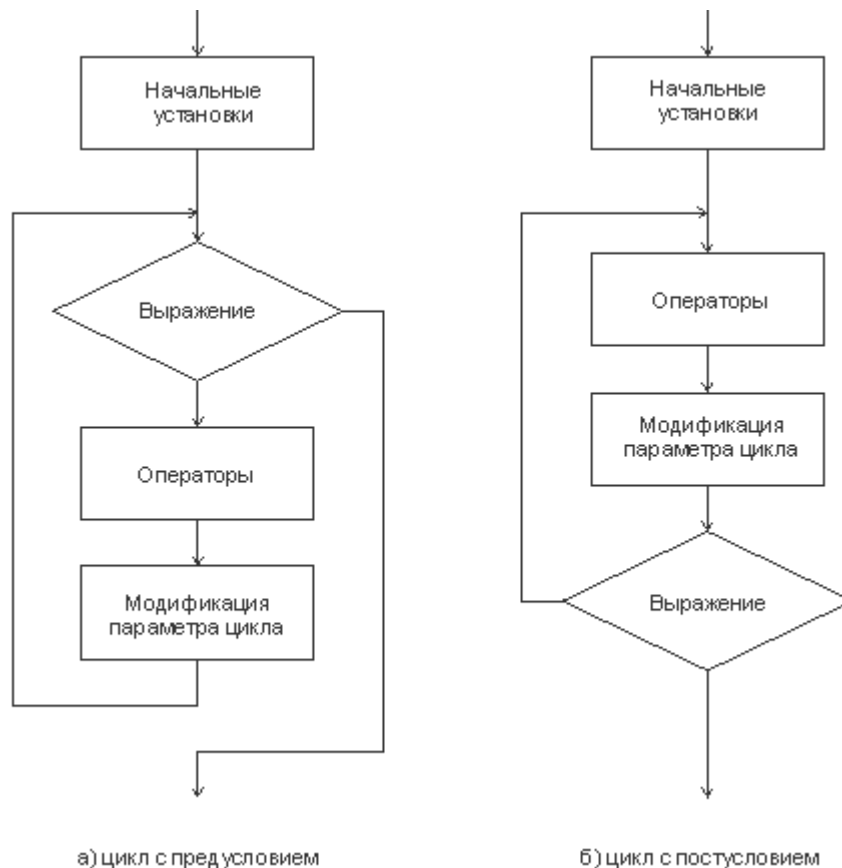 Начальные
установки
Выражение
Операторы
Модификация
параметра цикла
а) цикл с предусловием
Начальные
установки
Операторы
Модификация
параметра цикла
Выражение
б) цикл с постусловием